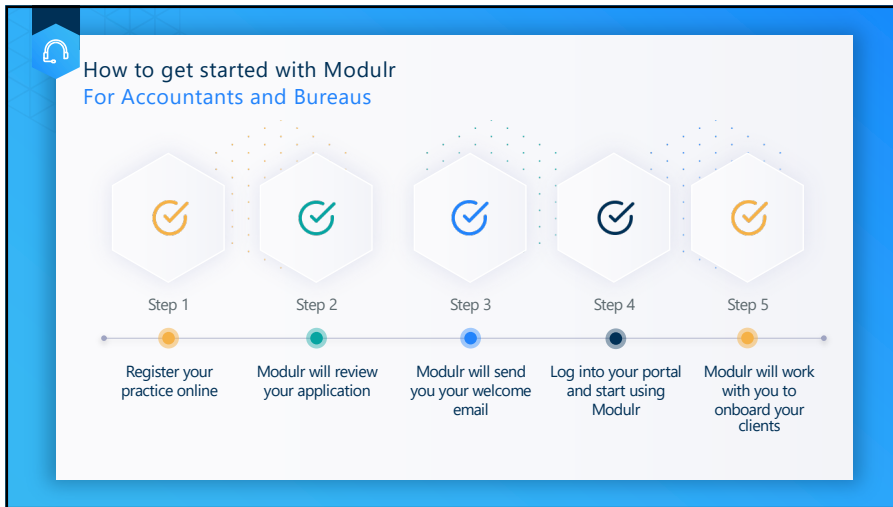 How to get started with Modulr
For Accountants and Bureaus
Step 1
Step 2
Step 3
Step 4
Step 5
Register your
practice online
Modulr will review
your application
Modulr will send
you your welcome
email
Log into your portal
and start using
Modulr
Modulr will work
with you to
onboard your
clients